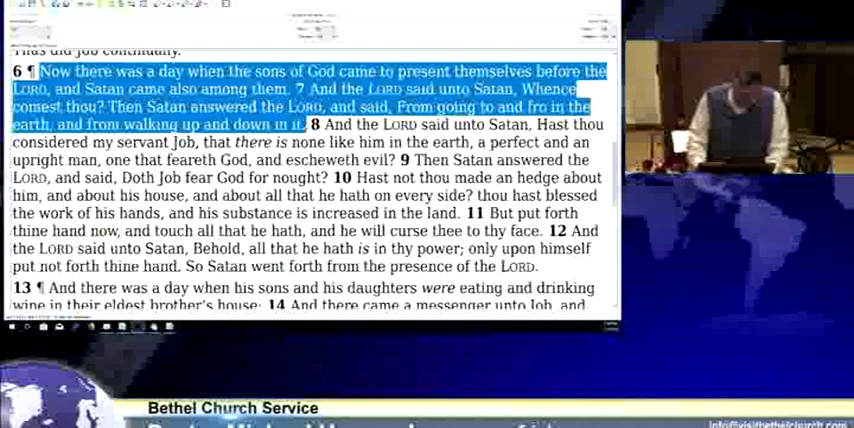 Thus did Job continually.
6 ¶ Now there was a day when the sons of God came to present themselves before the
LORD, and Satan came also among them. 7 And the LORD said unto Satan, Whence
comest thou? Then Satan answered the LORD, and said, From going to and fro in the
earth, and from walking up and down in it. 8 And the LORD said unto Satan, Hast thou
considered my servant Job, that there is none like him in the earth, a perfect and an
upright man, one that feareth God, and escheweth evil? 9 Then Satan answered the
LORD, and said, Doth Job fear God for nought? 10 Hast not thou made an hedge about
him, and about his house, and about all that he hath on every side? thou hast blessed
the work of his hands, and his substance is increased in the land. 11 But put forth
thine hand now, and touch all that he hath, and he will curse thee to thy face. 12 And
the LORD said unto Satan, Behold, all that he hath is in thy power; only upon himself
put not forth thine hand. So Satan went forth from the presence of the LORD.
13 ¶ And there was a day when his sons and his daughters were eating and drinking
wine in their eldest brother's house: 14 And there came a messenger unto Job, and
Bethel Church Service
info@visitbethelchurch.com